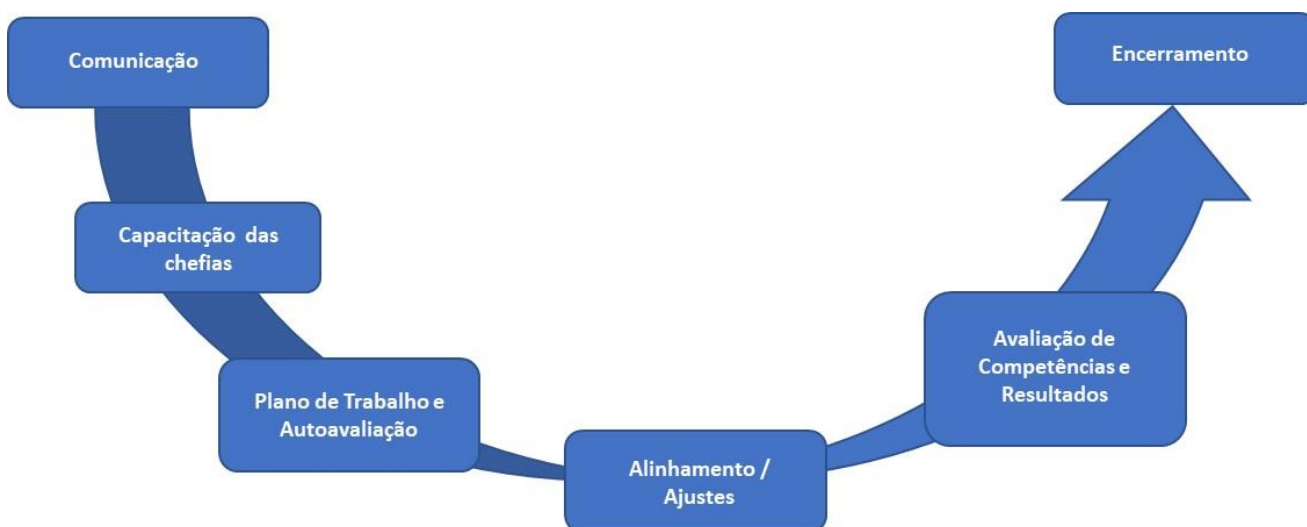 Comunicação
Encerramento
Capacitação das
chefias
Avaliação de
Competências e
Resultados
Plano de Trabalho e
Autoavaliação
Alinhamento /
Ajustes